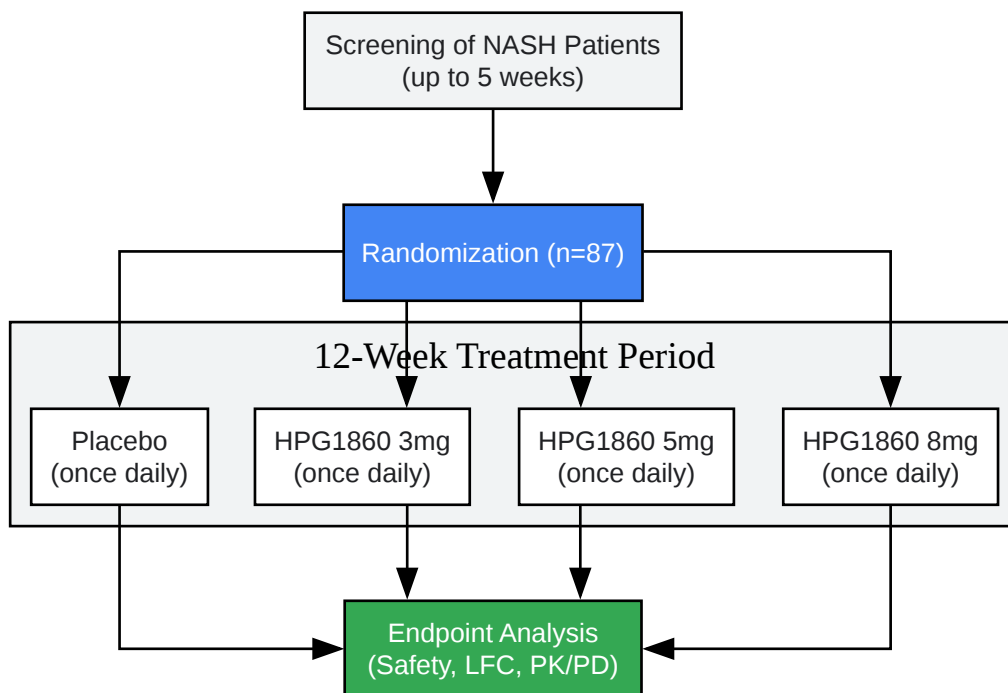 Screening of NASH Patients
(up to 5 weeks)
Randomization (n=87)
12-Week Treatment Period
Placebo
(once daily)
HPG1860 3mg
(once daily)
HPG1860 5mg
(once daily)
HPG1860 8mg
(once daily)
Endpoint Analysis
(Safety, LFC, PK/PD)